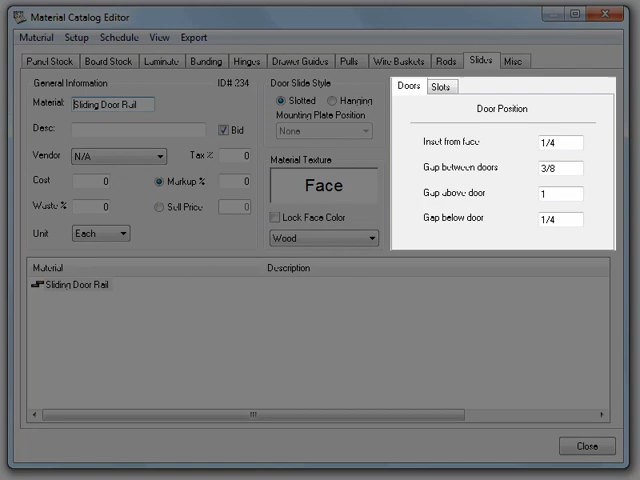 Material Catalog Editor
Material Setup Schedule View Export
Panel Stock Board Stock Laminate Banding Hinges Drawer Guides Pulls Wire Baskets Rods Slides Misc
General Information ID# 234
Material: Sliding Door Rail
Desc: Bid
Vendor N/A Tax % 0
Cost 0 Markup % 0
Waste % 0 Sell Price 0
Unit Each
Door Slide Style
Slotted Hanging
Mounting Plate Position
None
Material Texture
Face
Lock Face Color
Wood
Doors Slots
Door Position
Inset from face 1/4
Gap between doors 3/8
Gap above door 1
Gap below door 1/4
Material Description
Sliding Door Rail
Close